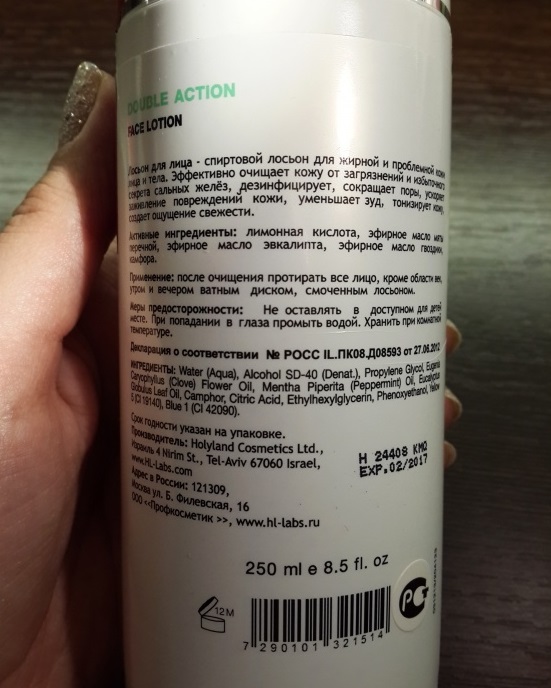 DOUBLE ACTION
FACE LOTION
Лосьон для лица - спиртовой лосьон для жирной и проблемной кожи
лица и тела. Эффективно очищает кожу от загрязнений и избыточного
секрета сальных желёз, дезинфицирует, сокращает поры, ускоряет
заживление повреждений кожи, уменьшает зуд, тонизирует кожу,
создает ощущение свежести.
Активные ингредиенты: лимонная кислота, эфирное масло мяты
перечной, эфирное масло эвкалипта, эфирное масло гвоздики,
камфора.
Применение: после очищения протирать все лицо, кроме области век,
утром и вечером ватным диском, смоченным лосьоном.
Меры предосторожности: Не оставлять в доступном для детей
месте. При попадании в глаза промыть водой. Хранить при комнатной
температуре.
Декларация о соответствии № РОСС IL.ПК08.Д08593 от 27.06.2012
ИНГРЕДИЕНТЫ: Water (Aqua), Alcohol SD-40 (Denat.), Propylene Glycol, Eugenia
Caryophyllus (Clove) Flower Oil, Mentha Piperita (Peppermint) Oil, Eucalyptus
Globulus Leaf Oil, Camphor, Citric Acid, Ethylhexylglycerin, Phenoxyethanol, Yellow
5 (CI 19140), Blue 1 (CI 42090).
Срок годности указан на упаковке.
Производитель: Holyland Cosmetics Ltd.,
Израиль 4 Nirim St., Tel-Aviv 67060 Israel,
www.HL-Labs.com
Адрес в России: 121309,
Москва ул. Б. Филевская, 16
ООО <<Профкосметик >>, www.hl-labs.ru
H 24408 KMQ
EXP.02/2017
250 ml e 8.5 fl. oz
12M
7 290101 321514
РСТ